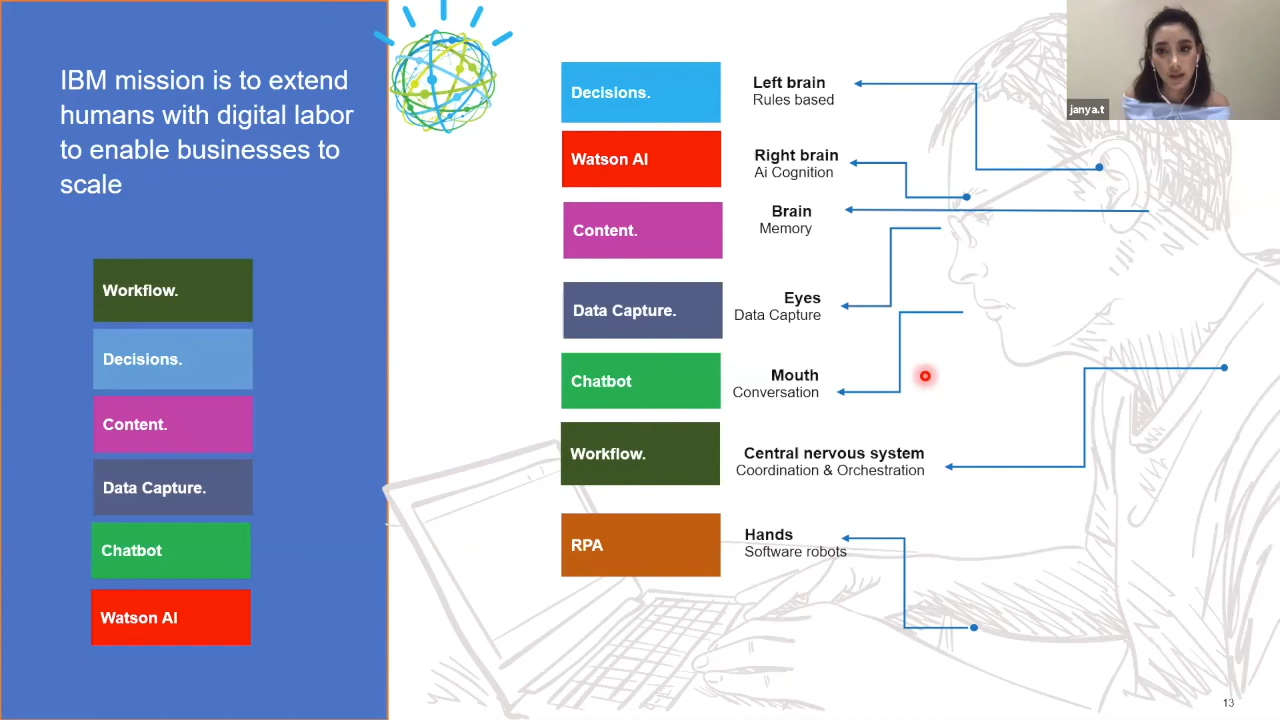 IBM mission is to extend
humans with digital labor
to enable businesses to
scale
Workflow.
Decisions.
Content.
Data Capture.
Chatbot
Watson AI
Decisions.
Left brain
Rules based
Watson AI
Right brain
Ai Cognition
Content.
Brain
Memory
Data Capture.
Eyes
Data Capture
Chatbot
Mouth
Conversation
Workflow.
Central nervous system
Coordination & Orchestration
RPA
Hands
Software robots
janya.t
13